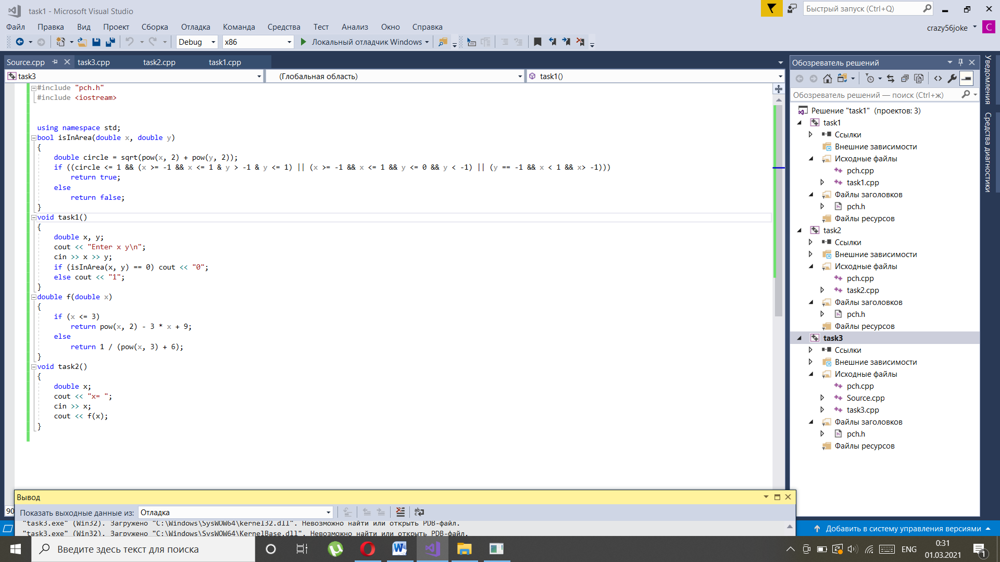 task1 - Microsoft Visual Studio
Быстрый запуск (Ctrl+Q)
Файл Правка Вид Проект Сборка Отладка Команда Средства Тест Анализ Окно Справка
crazy56joke C
Debug x86 Локальный отладчик Windows
Source.cpp task3.cpp task2.cpp task1.cpp
task3 (Глобальная область) task1()
#include "pch.h"
#include <iostream>
using namespace std;
bool isInArea(double x, double y)
{
double circle = sqrt(pow(x, 2) + pow(y, 2));
if ((circle <= 1 && (x >= -1 && x <= 1 & y > -1 & y <= 1) || (x >= -1 && x <= 1 && y <= 0 && y < -1) || (y == -1 && x < 1 && x> -1)))
return true;
else
return false;
}
void task1()
{
double x, y;
cout << "Enter x y\n";
cin >> x >> y;
if (isInArea(x, y) == 0) cout << "0";
else cout << "1";
}
double f(double x)
{
if (x <= 3)
return pow(x, 2) - 3 * x + 9;
else
return 1 / (pow(x, 3) + 6);
}
void task2()
{
double x;
cout << "x= ";
cin >> x;
cout << f(x);
}
90
Вывод
Показать выходные данные из: Отладка
"task3.exe" (Win32). Загружено "C:\Windows\SysWOW64\kernel32.dll". Невозможно найти или открыть PDB-файл.
"task3.exe" (Win32). Загружено "C:\Windows\SysWOW64\KernelBase.dll". Невозможно найти или открыть PDB-файл.
Обозреватель решений
Обозреватель решений — поиск (Ctrl+ж)
Решение "task1" (проектов: 3)
task1
Ссылки
Внешние зависимости
Исходные файлы
pch.cpp
task1.cpp
Файлы заголовков
pch.h
Файлы ресурсов
task2
Ссылки
Внешние зависимости
Исходные файлы
pch.cpp
task2.cpp
Файлы заголовков
pch.h
Файлы ресурсов
task3
Ссылки
Внешние зависимости
Исходные файлы
pch.cpp
Source.cpp
task3.cpp
Файлы заголовков
pch.h
Файлы ресурсов
Уведомления
Средства диагностики
Добавить в систему управления версиями
Введите здесь текст для поиска
ENG
0:31
01.03.2021
1